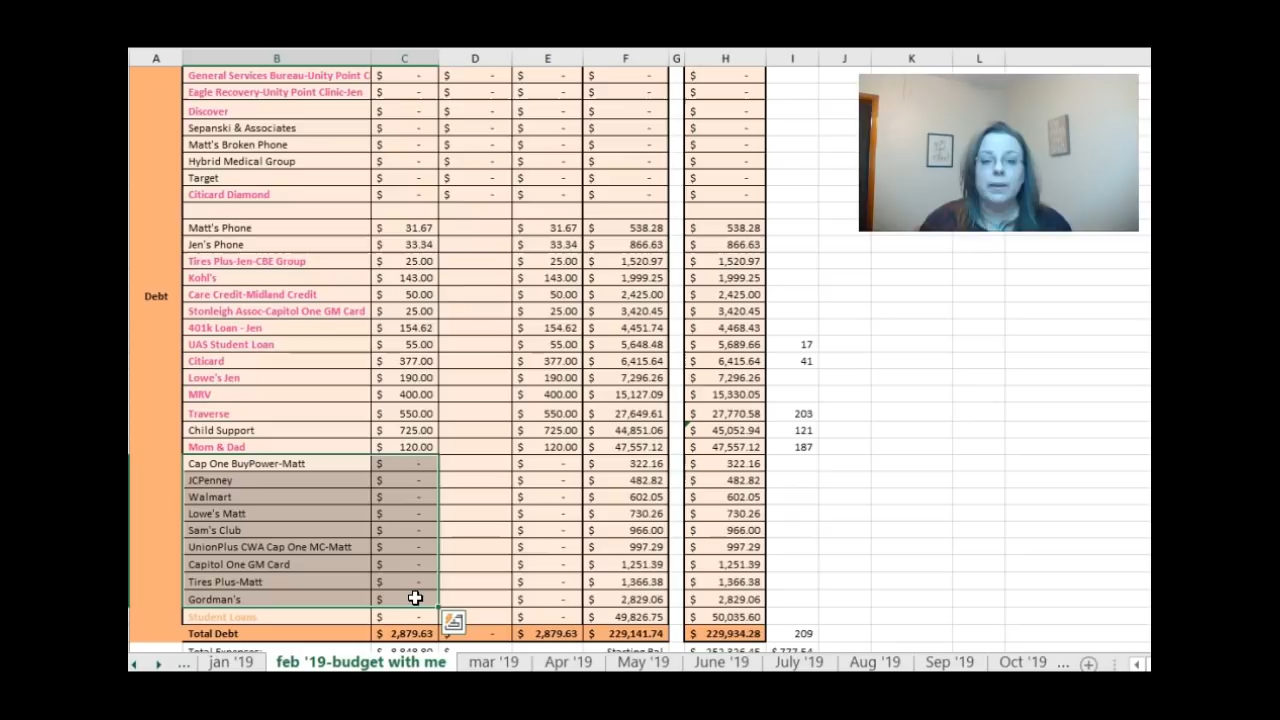 A B C D E F G H I J K L
General Services Bureau-Unity Point C $ - $ - $ - $ - $ -
Eagle Recovery-Unity Point Clinic-Jen $ - $ - $ - $ - $ -
Discover $ - $ - $ - $ - $ -
Sepanski & Associates $ - $ - $ - $ - $ -
Matt's Broken Phone $ - $ - $ - $ - $ -
Hybrid Medical Group $ - $ - $ - $ - $ -
Target $ - $ - $ - $ - $ -
Citicard Diamond $ - $ - $ - $ - $ -
Matt's Phone $ 31.67 $ 31.67 $ 538.28 $ 538.28
Jen's Phone $ 33.34 $ 33.34 $ 866.63 $ 866.63
Tires Plus-Jen-CBE Group $ 25.00 $ 25.00 $ 1,520.97 $ 1,520.97
Kohl's $ 143.00 $ 143.00 $ 1,999.25 $ 1,999.25
Care Credit-Midland Credit $ 50.00 $ 50.00 $ 2,425.00 $ 2,425.00
Debt
Stonleigh Assoc-Capitol One GM Card $ 25.00 $ 25.00 $ 3,420.45 $ 3,420.45
401k Loan - Jen $ 154.62 $ 154.62 $ 4,451.74 $ 4,468.43
UAS Student Loan $ 55.00 $ 55.00 $ 5,648.48 $ 5,689.66 17
Citicard $ 377.00 $ 377.00 $ 6,415.64 $ 6,415.64 41
Lowe's Jen $ 190.00 $ 190.00 $ 7,296.26 $ 7,296.26
MRV $ 400.00 $ 400.00 $ 15,127.09 $ 15,330.05
Traverse $ 550.00 $ 550.00 $ 27,649.61 $ 27,770.58 203
Child Support $ 725.00 $ 725.00 $ 44,851.06 $ 45,052.94 121
Mom & Dad $ 120.00 $ 120.00 $ 47,557.12 $ 47,557.12 187
Cap One BuyPower-Matt $ - $ - $ 322.16 $ 322.16
JCPenney $ - $ - $ 482.82 $ 482.82
Walmart $ - $ - $ 602.05 $ 602.05
Lowe's Matt $ - $ - $ 730.26 $ 730.26
Sam's Club $ - $ - $ 966.00 $ 966.00
UnionPlus CWA Cap One MC-Matt $ - $ - $ 997.29 $ 997.29
Capitol One GM Card $ - $ - $ 1,251.39 $ 1,251.39
Tires Plus-Matt $ - $ - $ 1,366.38 $ 1,366.38
Gordman's $ $ - $ 2,829.06 $ 2,829.06
Student Loans $ - $ - $ 49,826.75 $ 50,035.60
Total Debt $ 2,879.63 - $ 2,879.63 $ 229,141.74 $ 229,934.28 209
... jan '19 feb '19-budget with me mar '19 Apr '19 May '19 June '19 July '19 Aug '19 Sep '19 Oct '19 ...